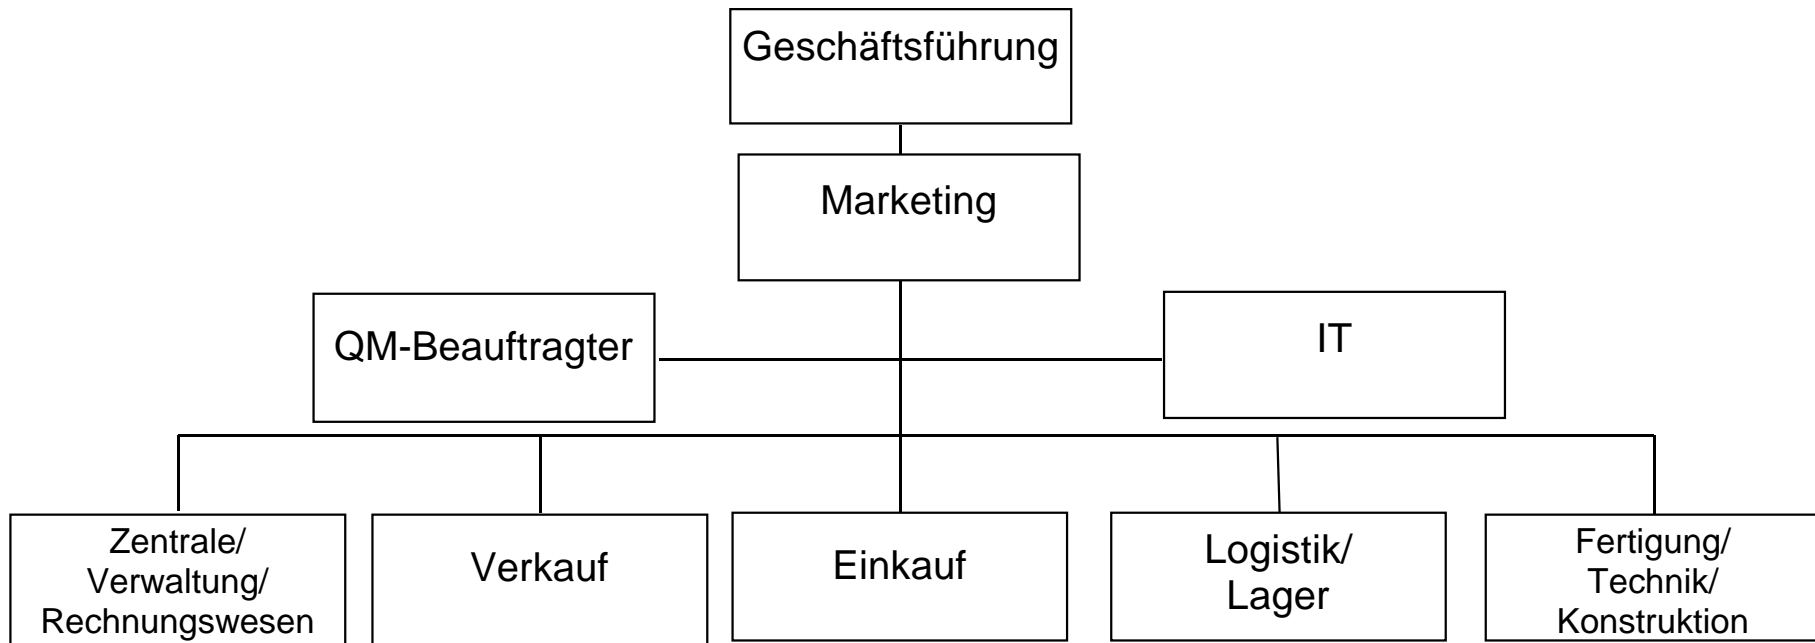 Geschäftsführung
Marketing
QM-Beauftragter
IT
Zentrale/
Verwaltung/
Rechnungswesen
Verkauf
Einkauf
Logistik/
Lager
Fertigung/
Technik/
Konstruktion